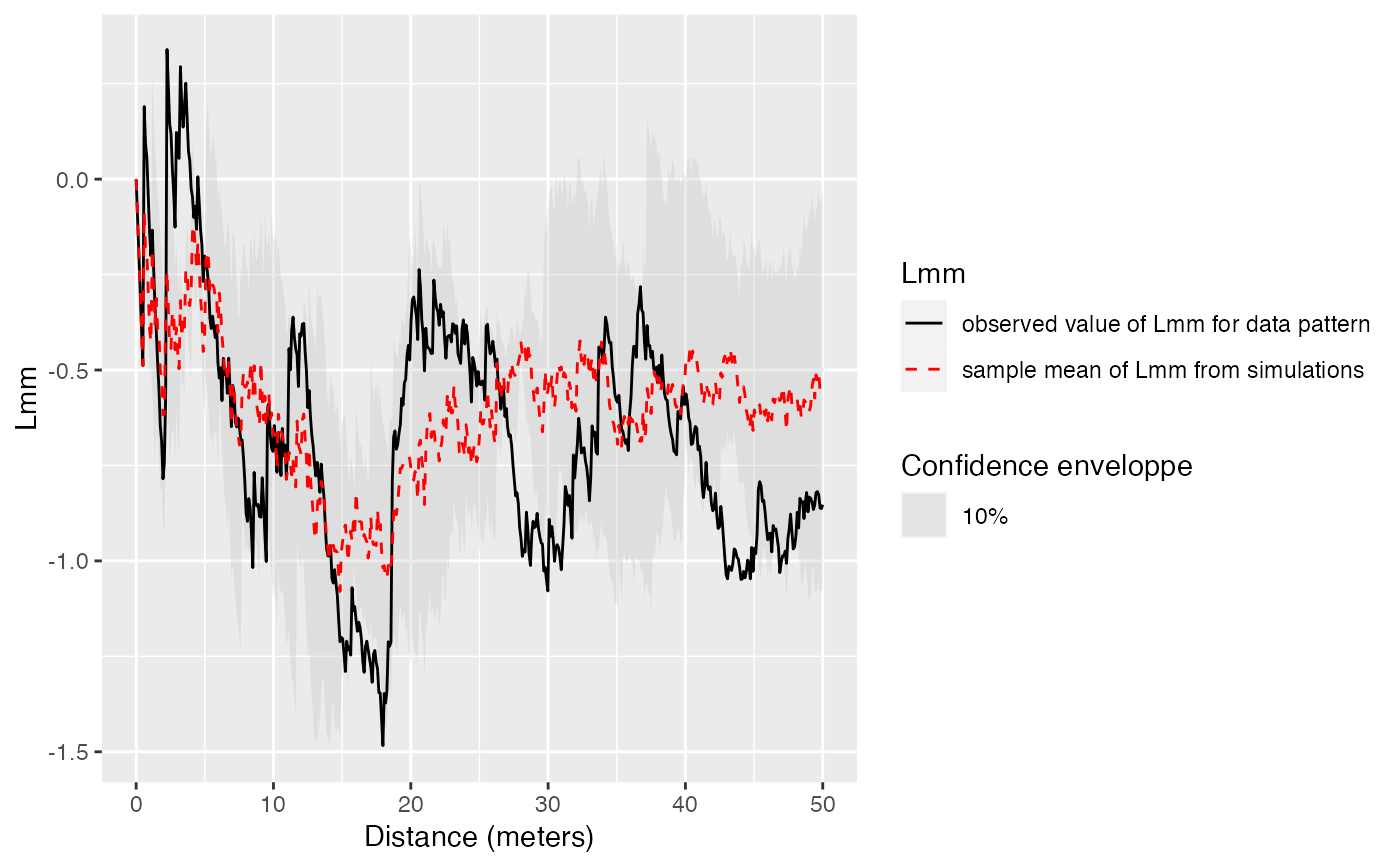 0.0
-0.5
-1.0
-1.5
Lmm
0
10
20
30
40
50
Distance (meters)
Lmm
observed value of Lmm for data pattern
sample mean of Lmm from simulations
Confidence enveloppe
10%